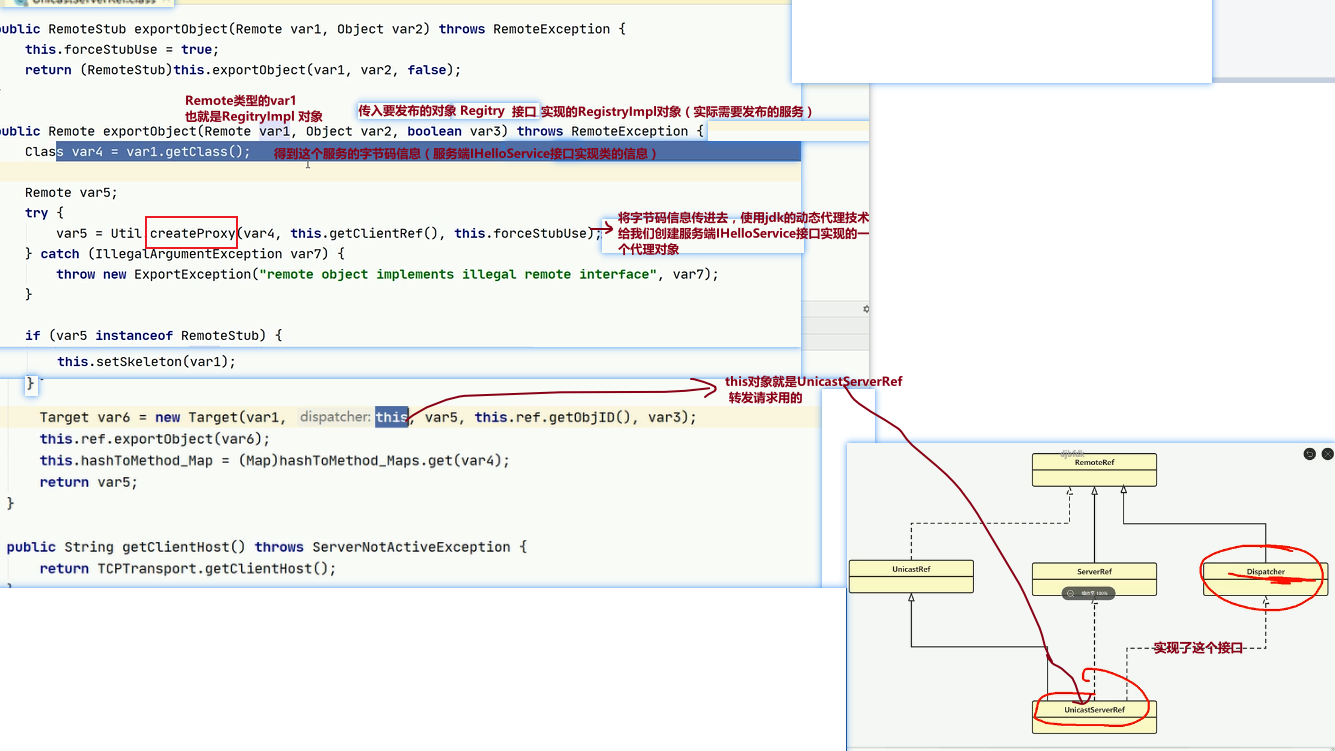 UnicastServerRef.class
public RemoteStub exportObject(Remote var1, Object var2) throws RemoteException {
this.forceStubUse = true;
return (RemoteStub)this.exportObject(var1, var2, false);
Remote类型的var1
也就是RegitryImpl 对象
传入要发布的对象 Regitry 接口 实现的RegistryImpl对象（实际需要发布的服务）
public Remote exportObject(Remote var1, Object var2, boolean var3) throws RemoteException {
Class var4 = var1.getClass(); 得到这个服务的字节码信息（服务端IHelloService接口实现类的信息）
Remote var5;
try {
var5 = Util.createProxy(var4, this.getClientRef(), this.forceStubUse);
将字节码信息传进去，使用jdk的动态代理技术
给我们创建服务端IHelloService接口实现的一
个代理对象
} catch (IllegalArgumentException var7) {
throw new ExportException("remote object implements illegal remote interface", var7);
}
if (var5 instanceof RemoteStub) {
this.setSkeleton(var1);
}
this对象就是UnicastServerRef
转发请求用的
Target var6 = new Target(var1, dispatcher: this, var5, this.ref.getObjID(), var3);
this.ref.exportObject(var6);
this.hashToMethod_Map = (Map)hashToMethod_Maps.get(var4);
return var5;
}
public String getClientHost() throws ServerNotActiveException {
return TCPTransport.getClientHost();
}
RemoteRef
UnicastRef
ServerRef
Dispatcher
100%
实现了这个接口
UnicastServerRef